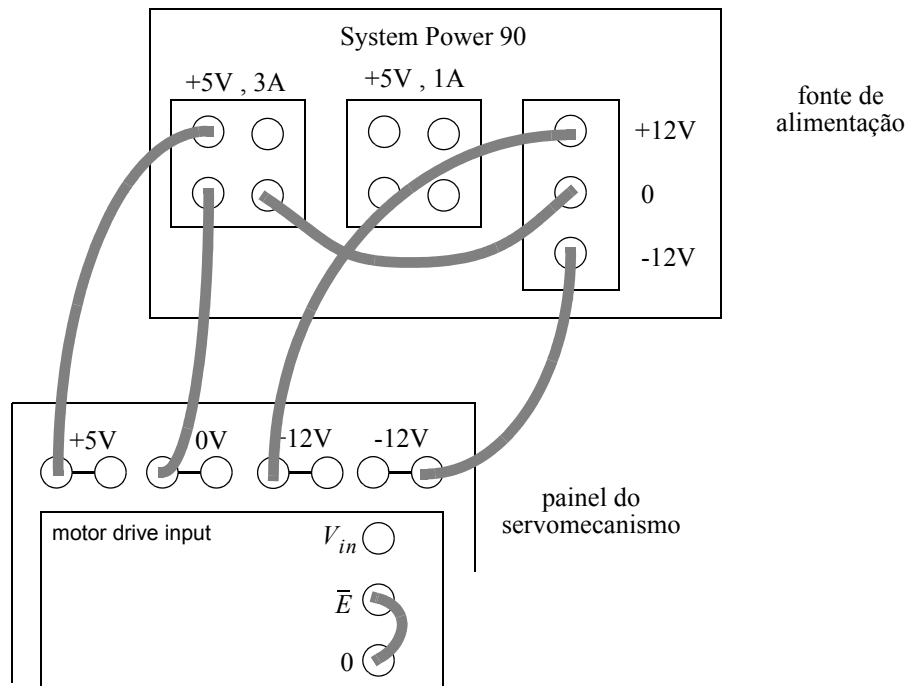 System Power 90
+5V , 3A
+5V , 1A
+12V
0
-12V
fonte de
alimentação
+5V
0V
+12V
-12V
painel do
servomecanismo
motor drive input
V_in
E̅
0